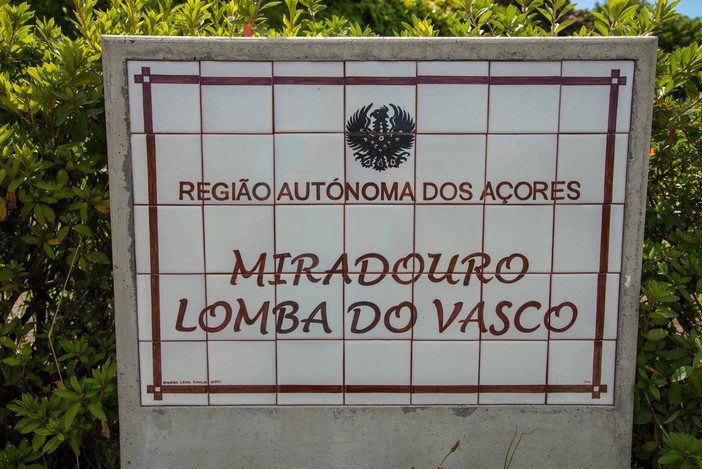 REGIÃO AUTÓNOMA DOS AÇORES
MIRADOURO
LOMBA DO VASCO